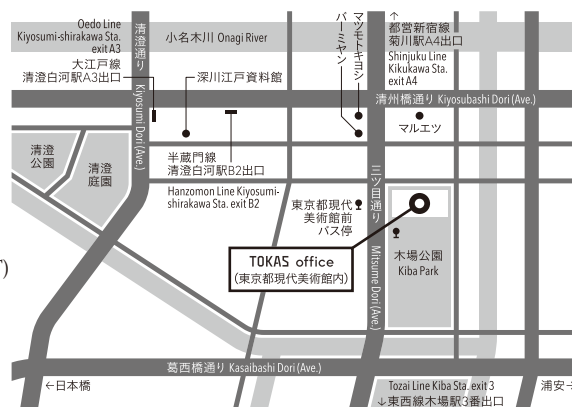 Oedo Line
Kiyosumi-shirakawa Sta.
exit A3
大江戸線
清澄白河駅A3出口
清澄通り Kiyosumi Dori (Ave.)
小名木川 Onagi River
深川江戸資料館
マツモトキヨシ
バーミヤン
↑
都営新宿線
菊川駅A4出口
Shinjuku Line
Kikukawa Sta.
exit A4
清州橋通り Kiyosubashi Dori (Ave.)
マルエツ
清澄
公園
清澄
庭園
半蔵門線
清澄白河駅B2出口
Hanzomon Line Kiyosumi-
shirakawa Sta. exit B2
三ツ目通り Mitsume Dori (Ave.)
東京都現代
美術館前
バス停
TOKAS office
(東京都現代美術館内)
木場公園
Kiba Park
葛西橋通り Kasaibashi Dori (Ave.)
←日本橋
Tozai Line Kiba Sta. exit 3
↓東西線木場駅3番出口
浦安→